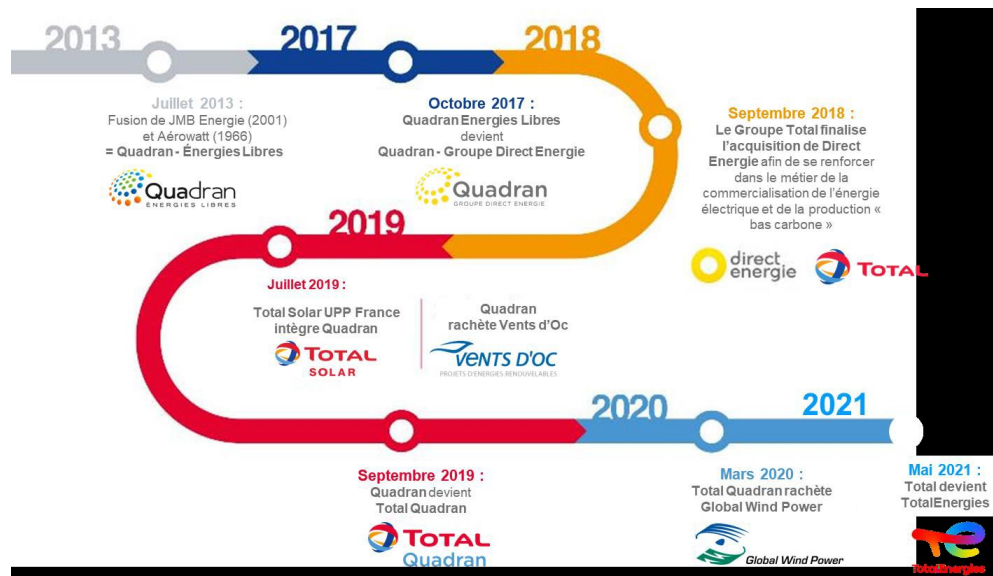 2013
2017
2018
Juillet 2013 :
Fusion de JMB Energie (2001)
et Aérowatt (1966)
= Quadran - Énergies Libres
Quadran
ENERGIES LIBRES
Octobre 2017 :
Quadran Energies Libres
devient
Quadran - Groupe Direct Energie
Quadran
GROUPE DIRECT ENERGIE
Septembre 2018 :
Le Groupe Total finalise
l'acquisition de Direct
Energie afin de se renforcer
dans le métier de la
commercialisation de l'énergie
électrique et de la production «
bas carbone »
direct
energie
TOTAL
2019
Juillet 2019 :
Total Solar UPP France
intègre Quadran
TOTAL
SOLAR
Quadran
rachète Vents d'Oc
VENTS D'OC
PROJETS D'ENERGIES RENOUVELABLES
2020
2021
Septembre 2019 :
Quadran devient
Total Quadran
TOTAL
Quadran
Mars 2020 :
Total Quadran rachète
Global Wind Power
Global Wind Power
Mai 2021 :
Total devient
TotalEnergies
TotalEnergies